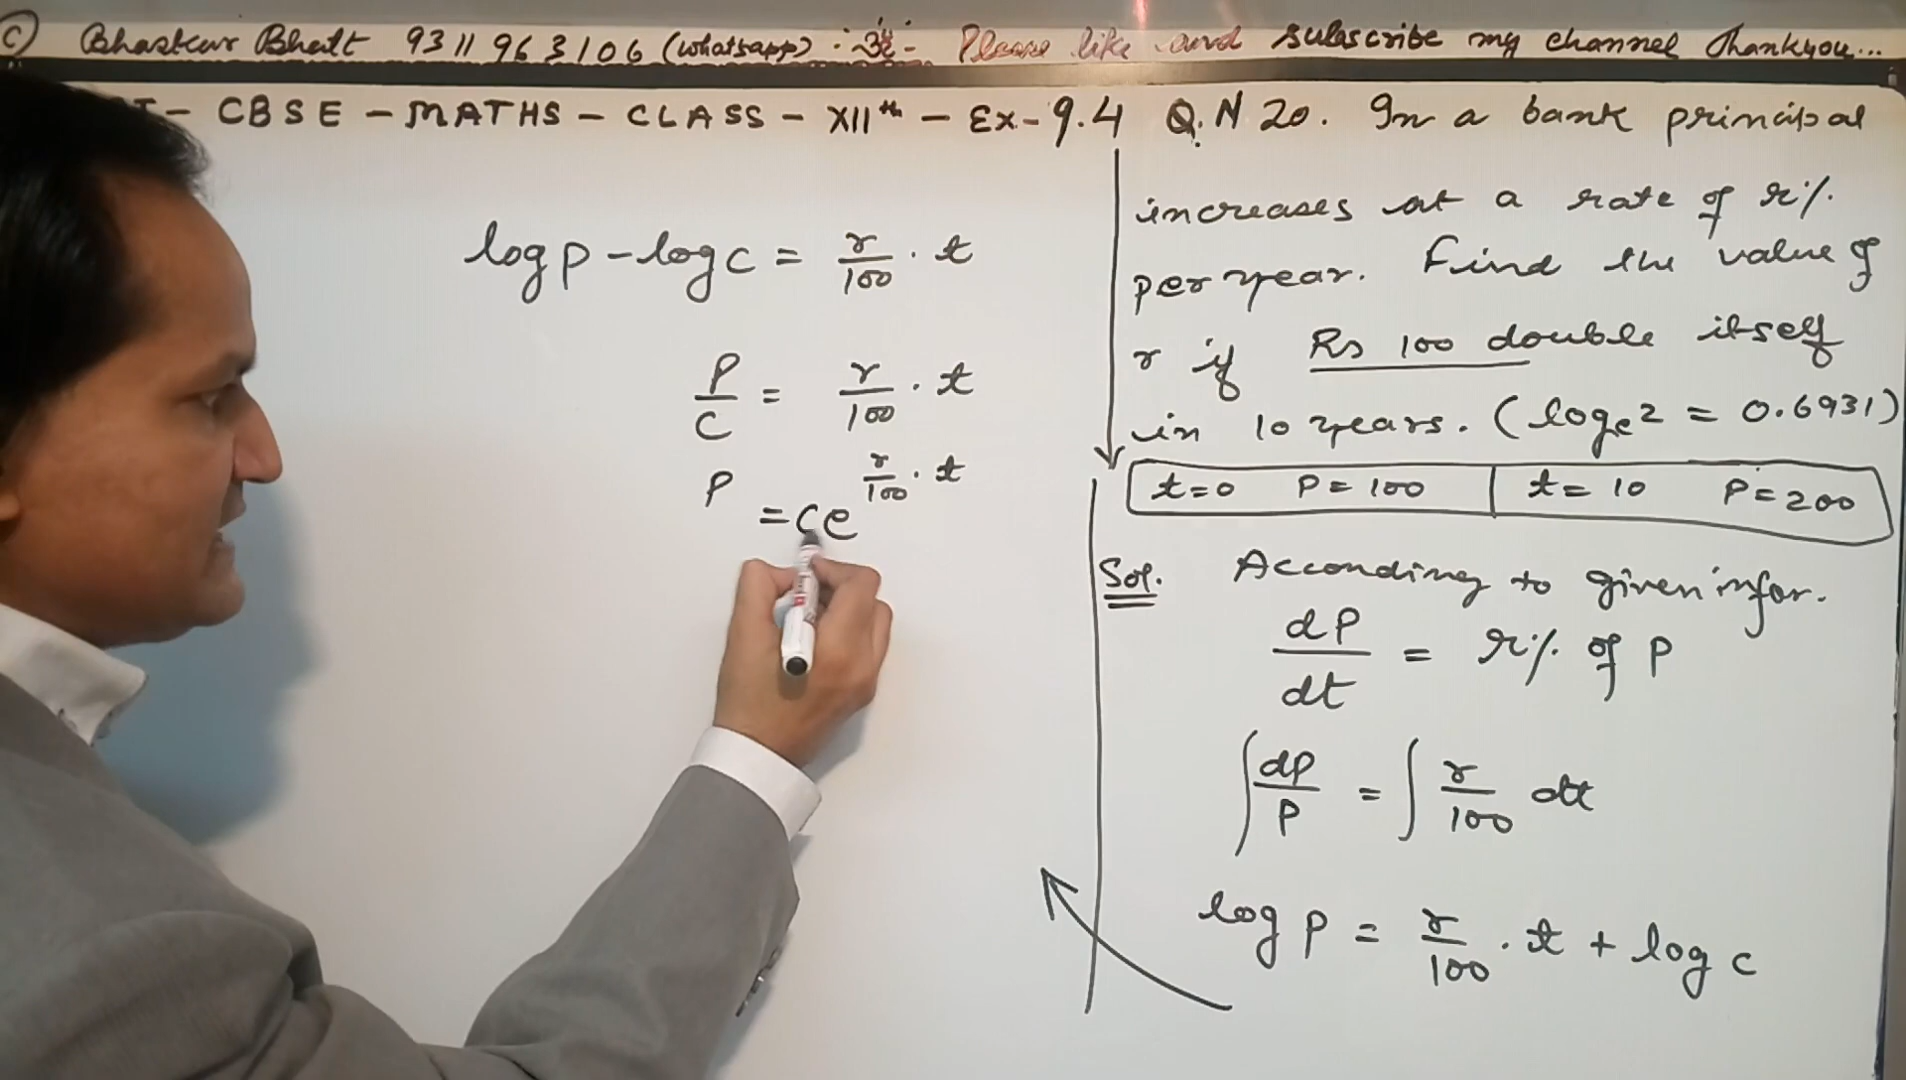 © Bhaskar Bhatt 9311963106 (whatsapp) Please like and subscribe my channel Thankyou...
- CBSE - MATHS - CLASS - XIIth - Ex - 9.4 Q.N 20. In a bank principal
increases at a rate of r%
per year. Find the value of
r if Rs 100 double itself
in 10 years. (loge2 = 0.6931)
t=0 P=100 | t=10 P=200
Sol. According to given infor.
dP/dt = r% of P
∫dP/P = ∫ r/100 dt
log P = r/100 . t + log c
log P - log c = r/100 . t
P/C = r/100 . t
P = ce^(r/100 . t)